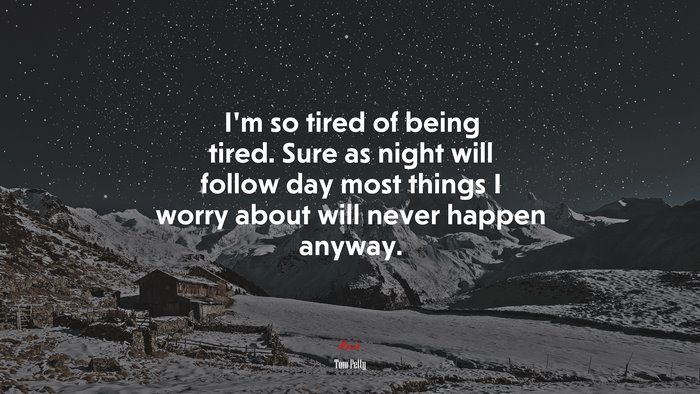 I'm so tired of being
tired. Sure as night will
follow day most things I
worry about will never happen
anyway.
Tom Petty